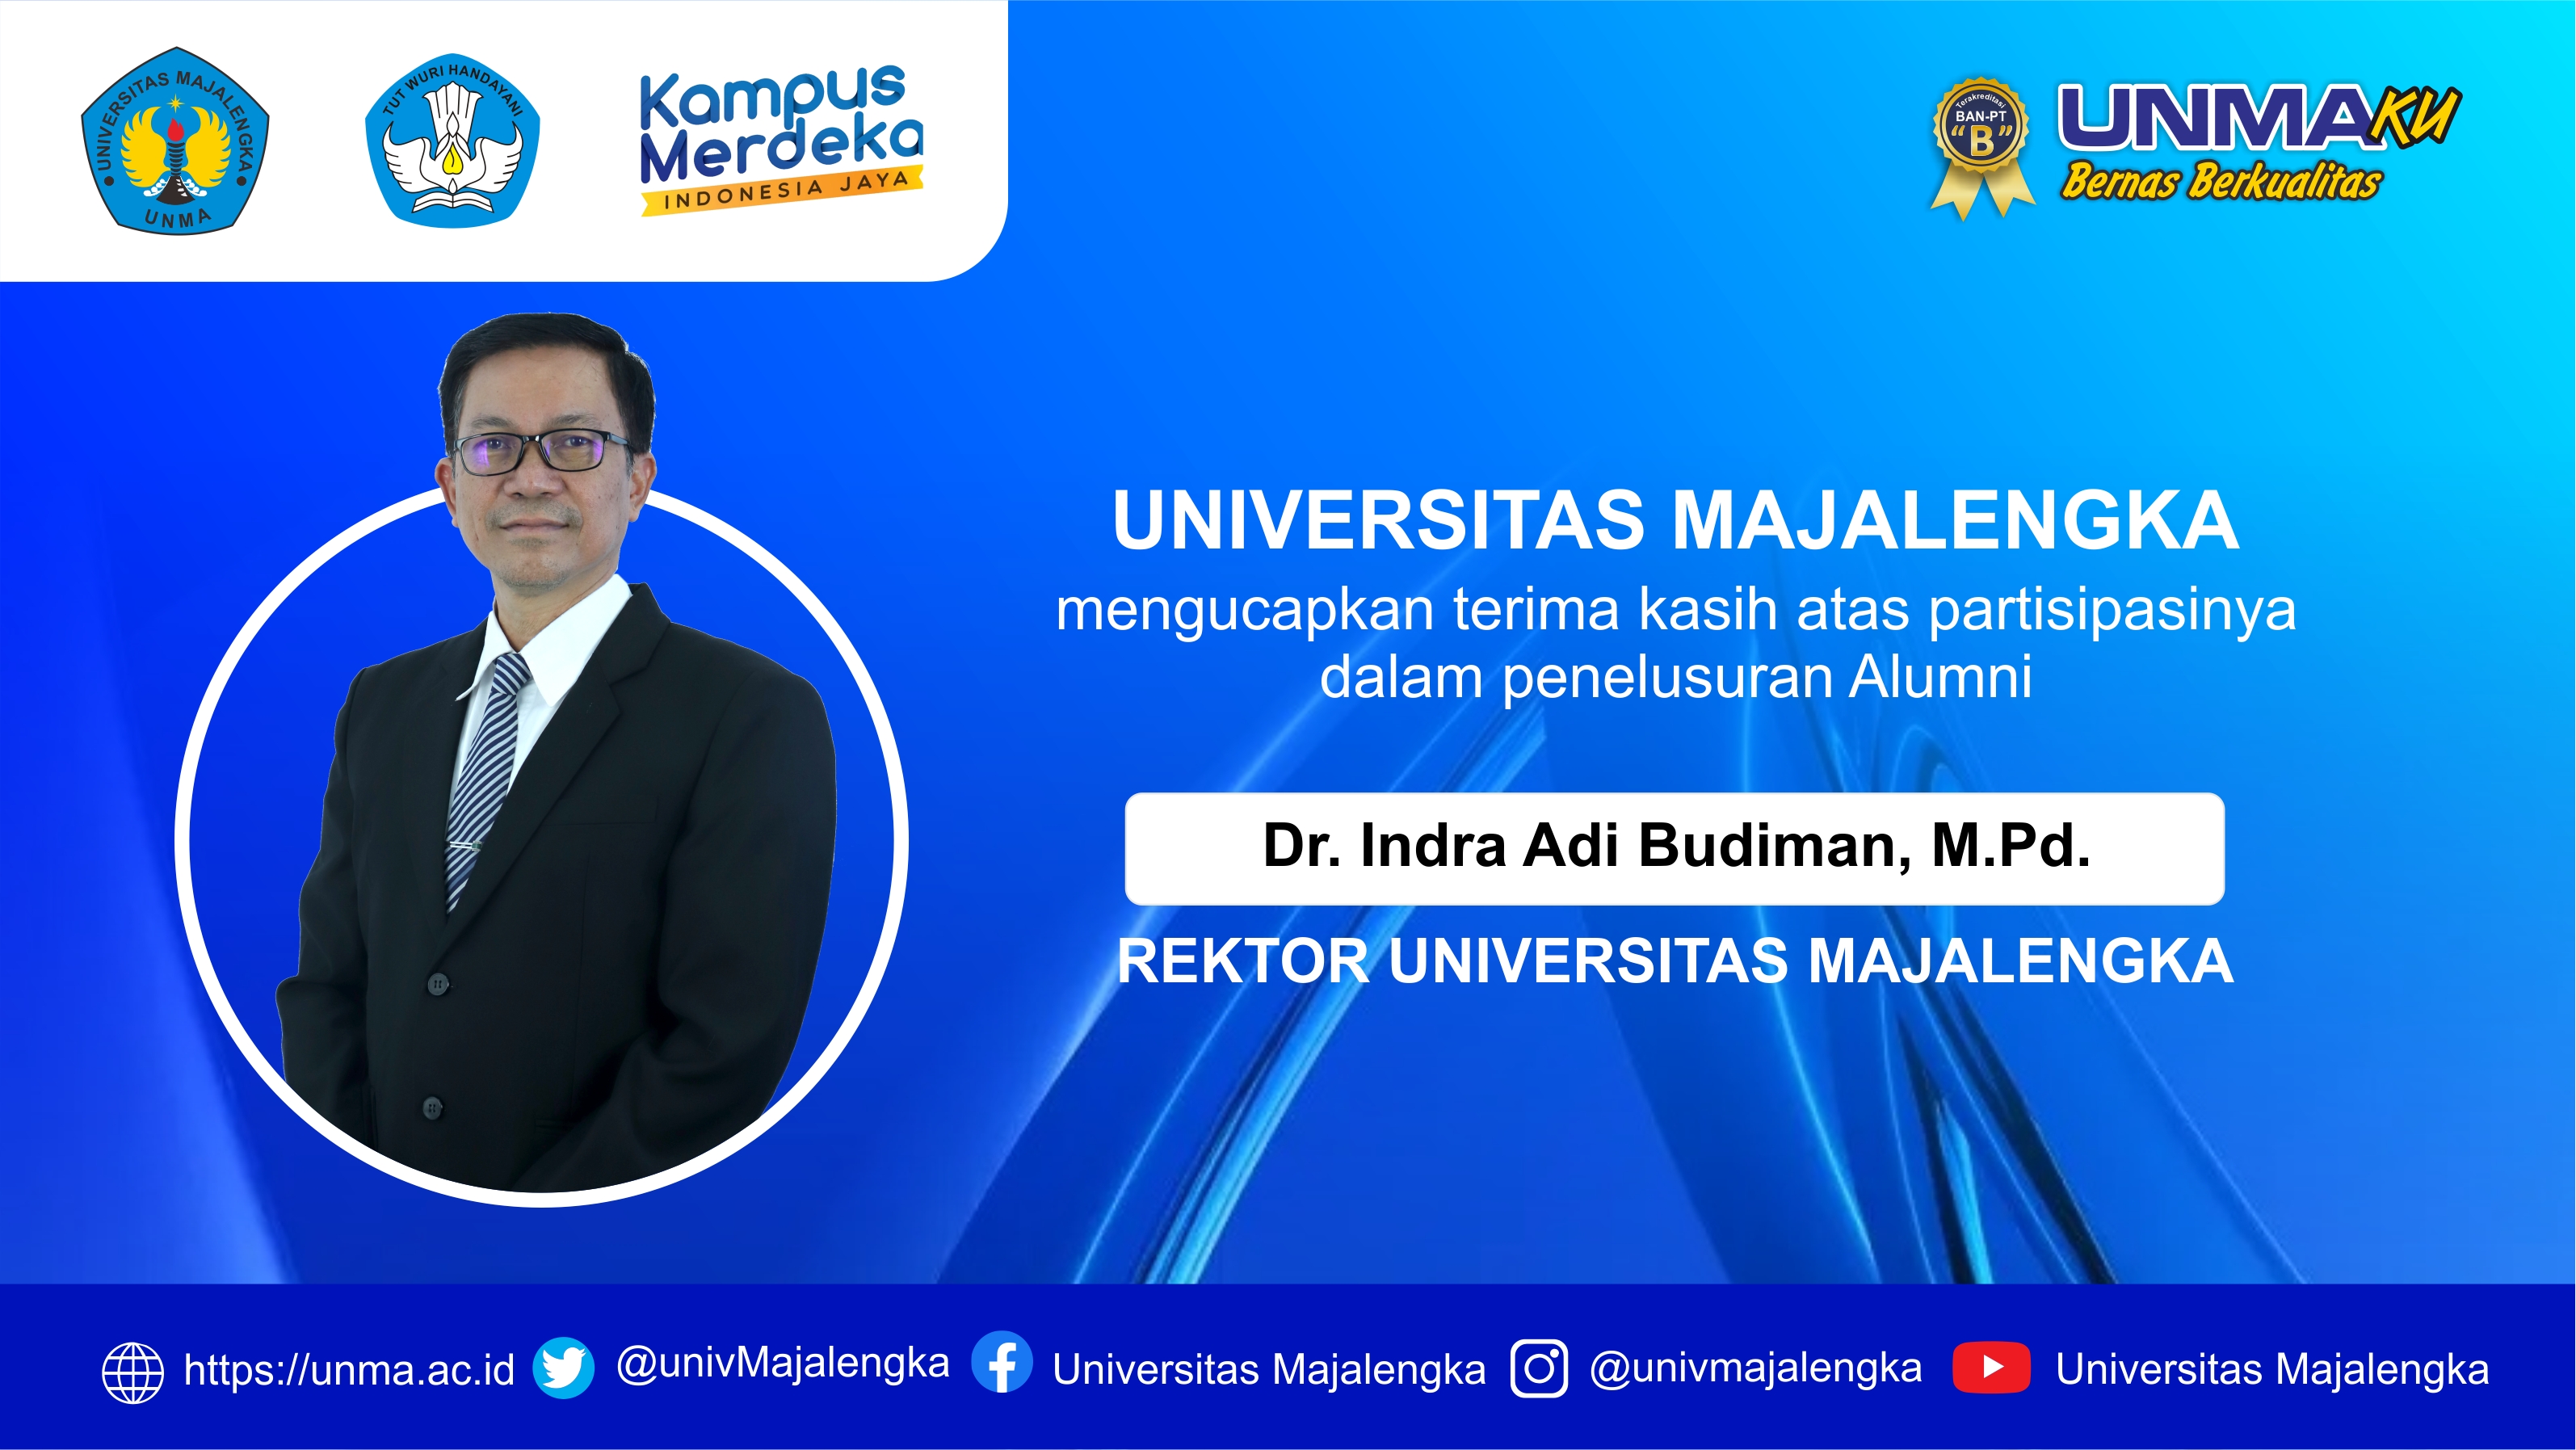 UNIVERSITAS MAJALENGKA
UNMA
TUT WURI HANDAYANI
Kampus
Merdeka
INDONESIA JAYA
Terakreditasi
BAN-PT
"B"
UNMAKU
Bernas Berkualitas
UNIVERSITAS MAJALENGKA
mengucapkan terima kasih atas partisipasinya
dalam penelusuran Alumni
Dr. Indra Adi Budiman, M.Pd.
REKTOR UNIVERSITAS MAJALENGKA
https://unma.ac.id
@univMajalengka
Universitas Majalengka
@univmajalengka
Universitas Majalengka